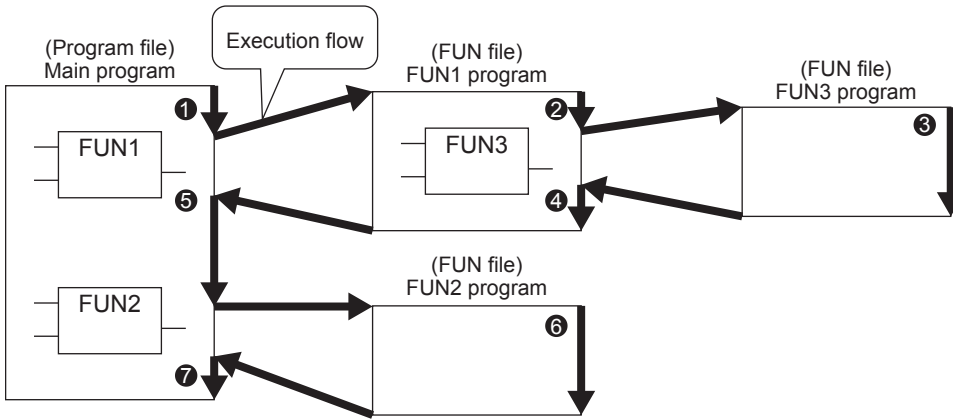 (Program file)
Main program
Execution flow
(FUN file)
FUN1 program
(FUN file)
FUN3 program
❶
❷
❸
FUN1
FUN3
❺
❹
(FUN file)
FUN2 program
FUN2
❻
❼